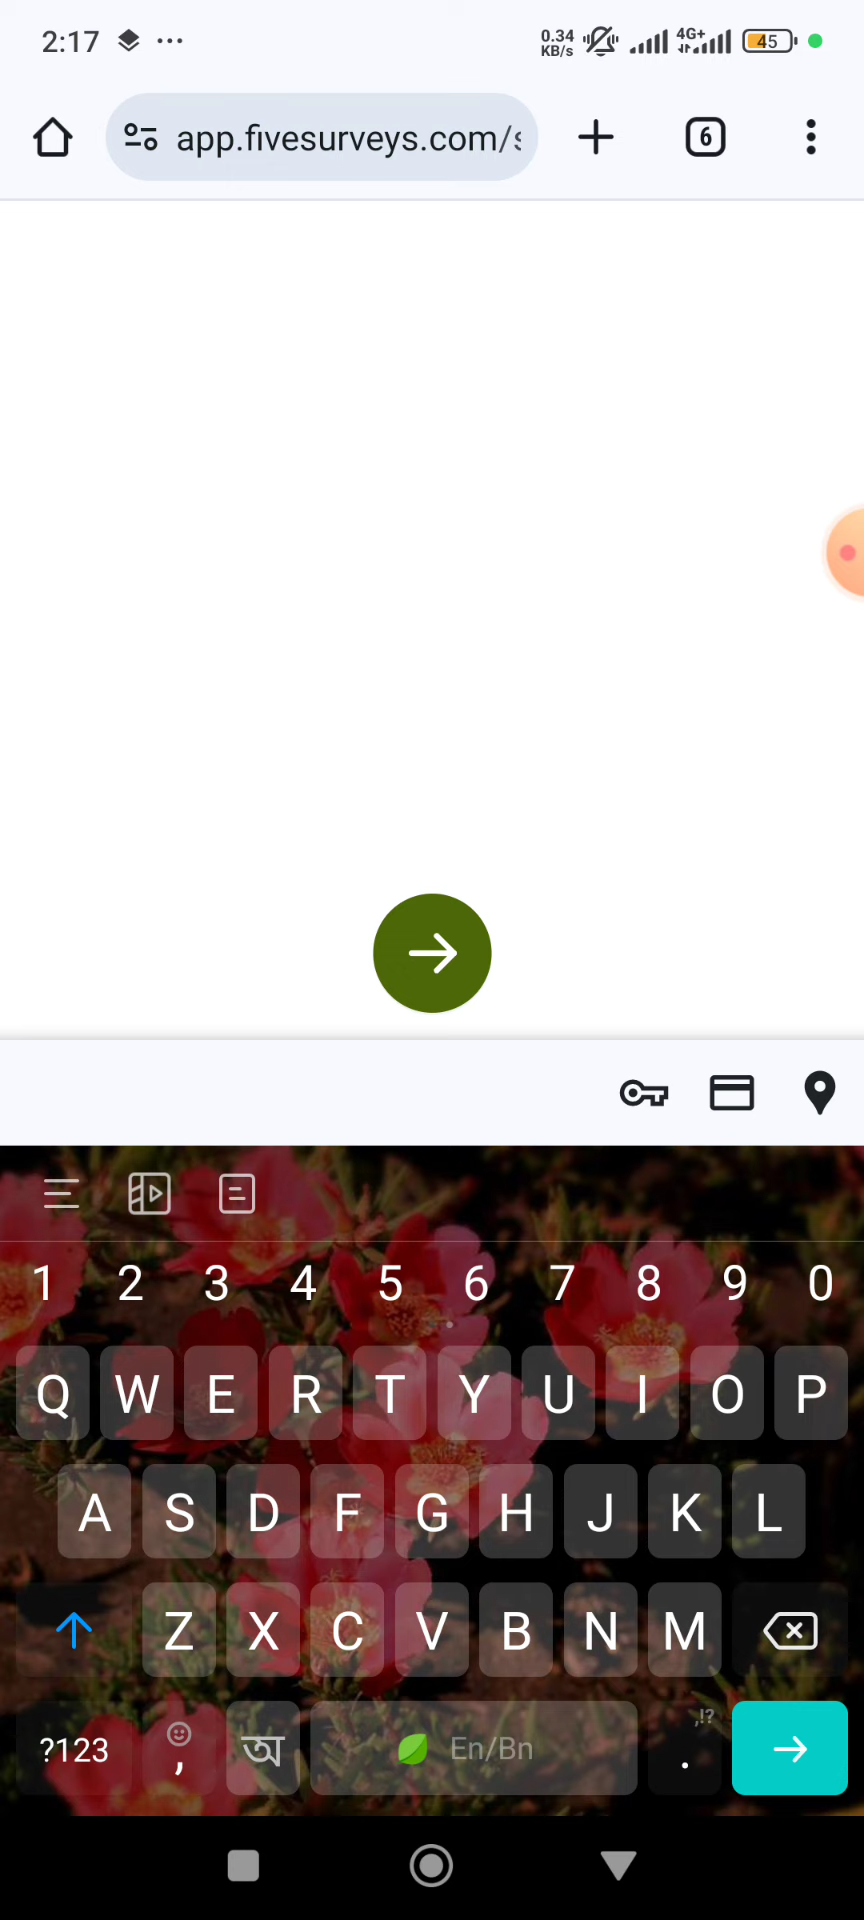 2:17
0.34
KB/s
4G+
45
app.fivesurveys.com/s
6
1 2 3 4 5 6 7 8 9 0
Q W E R T Y U I O P
A S D F G H J K L
Z X C V B N M
?123 , অ En/Bn ,!? .